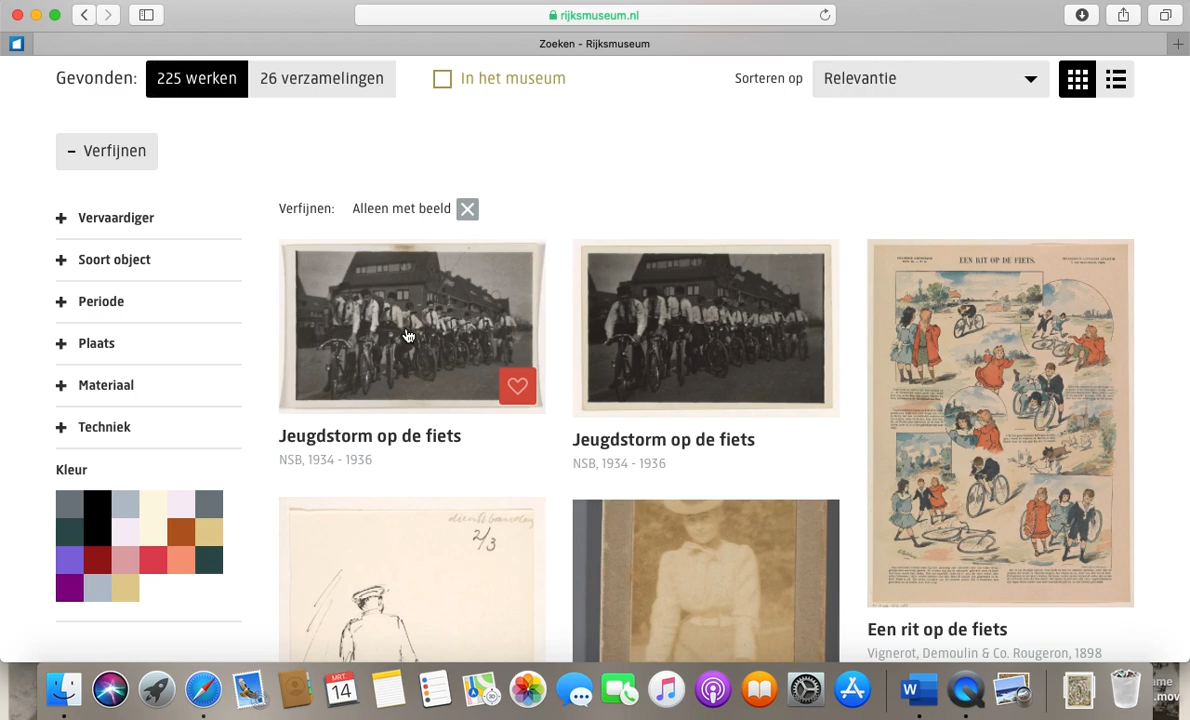 rijksmuseum.nl
Zoeken - Rijksmuseum
Gevonden: 225 werken 26 verzamelingen In het museum Sorteren op Relevantie
– Verfijnen
Verfijnen: Alleen met beeld
+ Vervaardiger
+ Soort object
+ Periode
+ Plaats
+ Materiaal
+ Techniek
Kleur
Jeugdstorm op de fiets
NSB, 1934 - 1936
Jeugdstorm op de fiets
NSB, 1934 - 1936
EEN RIT OP DE FIETS.
Een rit op de fiets
Vignerot, Demoulin & Co. Rougeron, 1898
2/3
MRT.
14
W
.mov